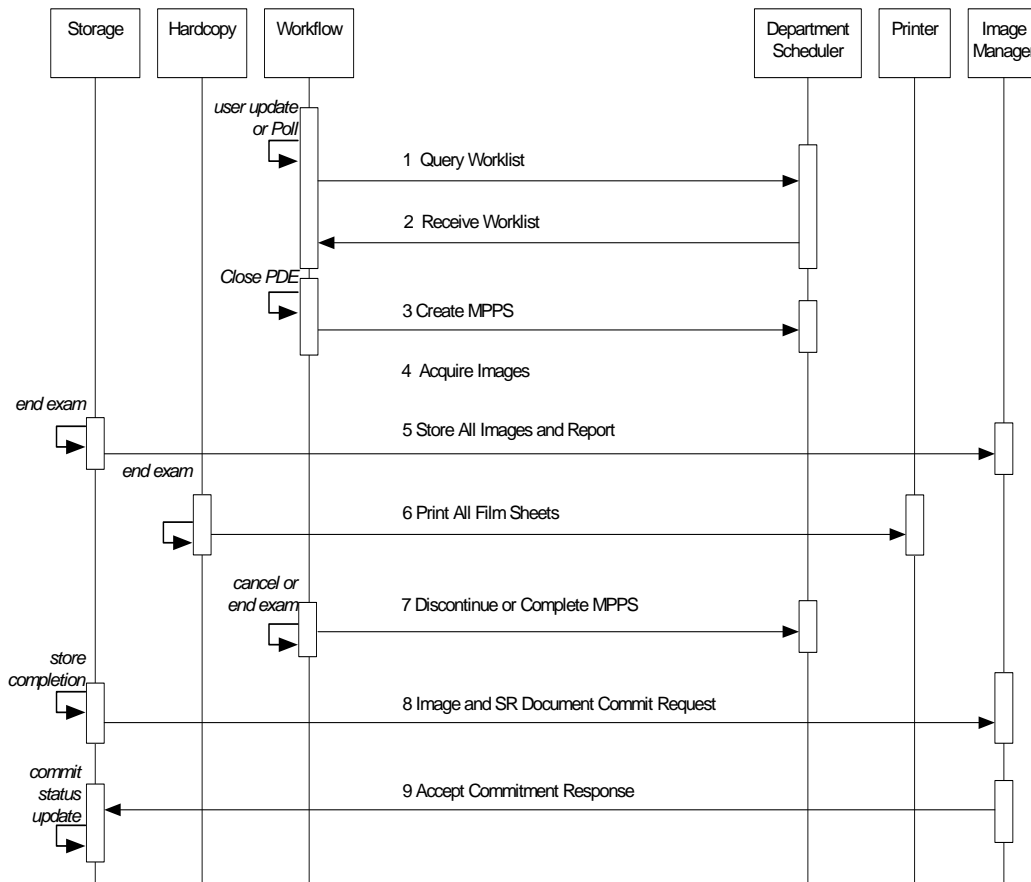 Storage
Hardcopy
Workflow
Department
Scheduler
Printer
Image
Manager
user update
or Poll
1 Query Worklist
2 Receive Worklist
Close PDE
3 Create MPPS
4 Acquire Images
end exam
5 Store All Images and Report
end exam
6 Print All Film Sheets
cancel or
end exam
7 Discontinue or Complete MPPS
store
completion
8 Image and SR Document Commit Request
commit
status
update
9 Accept Commitment Response